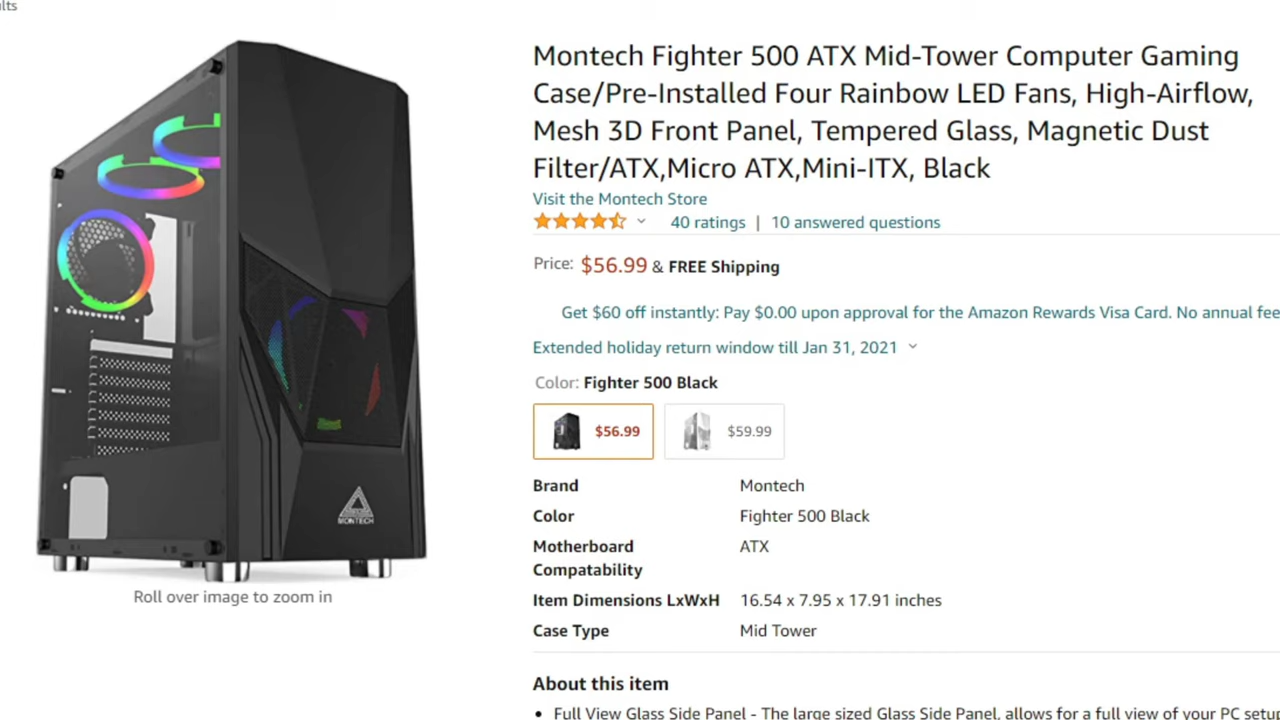 ults
Montech Fighter 500 ATX Mid-Tower Computer Gaming
Case/Pre-Installed Four Rainbow LED Fans, High-Airflow,
Mesh 3D Front Panel, Tempered Glass, Magnetic Dust
Filter/ATX,Micro ATX,Mini-ITX, Black
Visit the Montech Store
40 ratings | 10 answered questions
Price: $56.99 & FREE Shipping
Get $60 off instantly: Pay $0.00 upon approval for the Amazon Rewards Visa Card. No annual fee
Extended holiday return window till Jan 31, 2021
Color: Fighter 500 Black
$56.99 $59.99
Brand Montech
Color Fighter 500 Black
Motherboard ATX
Compatability
Item Dimensions LxWxH 16.54 x 7.95 x 17.91 inches
Case Type Mid Tower
About this item
• Full View Glass Side Panel - The large sized Glass Side Panel, allows for a full view of your PC setup
MONTECH
Roll over image to zoom in